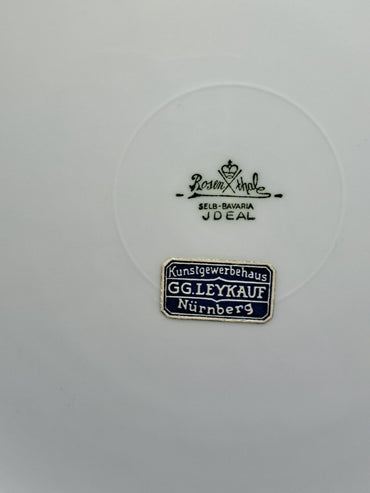 Rosenthal
SELB-BAVARIA
JDEAL
Kunstgewerbehaus
GG. LEYKAUF
Nürnberg